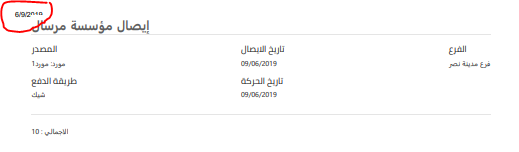 6/9/2019
إيصال مؤسسة مرسال
الفرع تاريخ الايصال المصدر
فرع مدينة نصر 09/06/2019 مورد: مورد1
تاريخ الحركة طريقة الدفع
09/06/2019 شيك
الاجمالي : 10